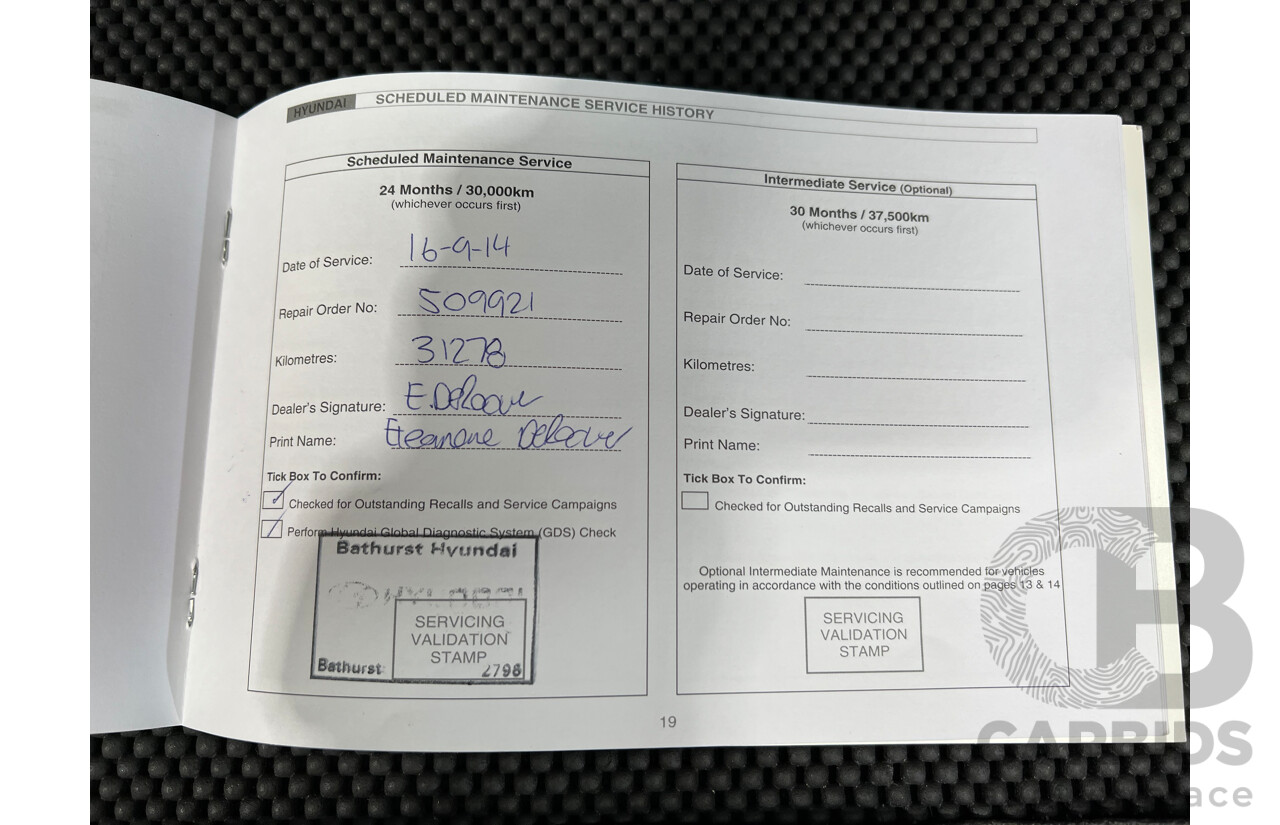 HYUNDAI SCHEDULED MAINTENANCE SERVICE HISTORY
Scheduled Maintenance Service
24 Months / 30,000km
(whichever occurs first)
Date of Service: 16-9-14
Repair Order No: 509921
Kilometres: 31278
Dealer's Signature: E.
Print Name:
Tick Box To Confirm:
Checked for Outstanding Recalls and Service Campaigns
Perform Hyundai Global Diagnostic System (GDS) Check
Bathurst Hyundai
SERVICING
VALIDATION
STAMP
Bathurst 2796
Intermediate Service (Optional)
30 Months / 37,500km
(whichever occurs first)
Date of Service:
Repair Order No:
Kilometres:
Dealer's Signature:
Print Name:
Tick Box To Confirm:
Checked for Outstanding Recalls and Service Campaigns
Optional Intermediate Maintenance is recommended for vehicles
operating in accordance with the conditions outlined on pages 13 & 14
SERVICING
VALIDATION
STAMP
19
CB
CARBIDS
ace